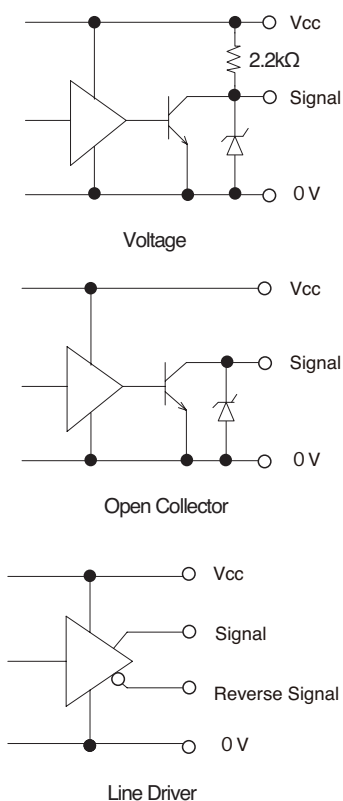 Vcc
2.2kΩ
Signal
0 V
Voltage
Vcc
Signal
0 V
Open Collector
Vcc
Signal
Reverse Signal
0 V
Line Driver